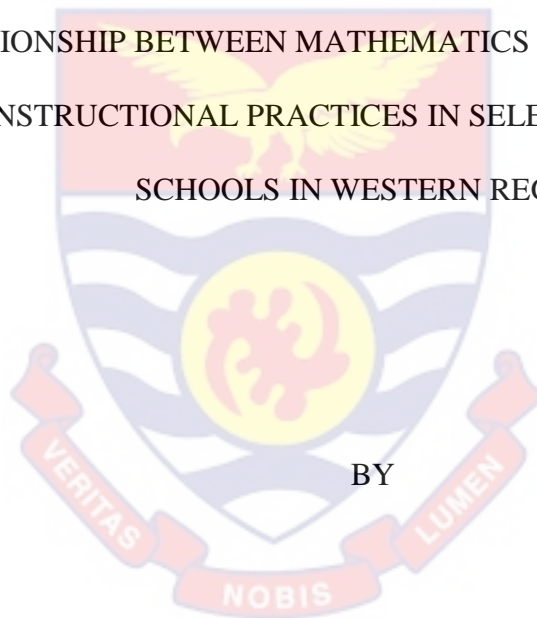 IONSHIP BETWEEN MATHEMATICS
NSTRUCTIONAL PRACTICES IN SELE
SCHOOLS IN WESTERN REG
BY
VERITAS
NOBIS
LUMEN